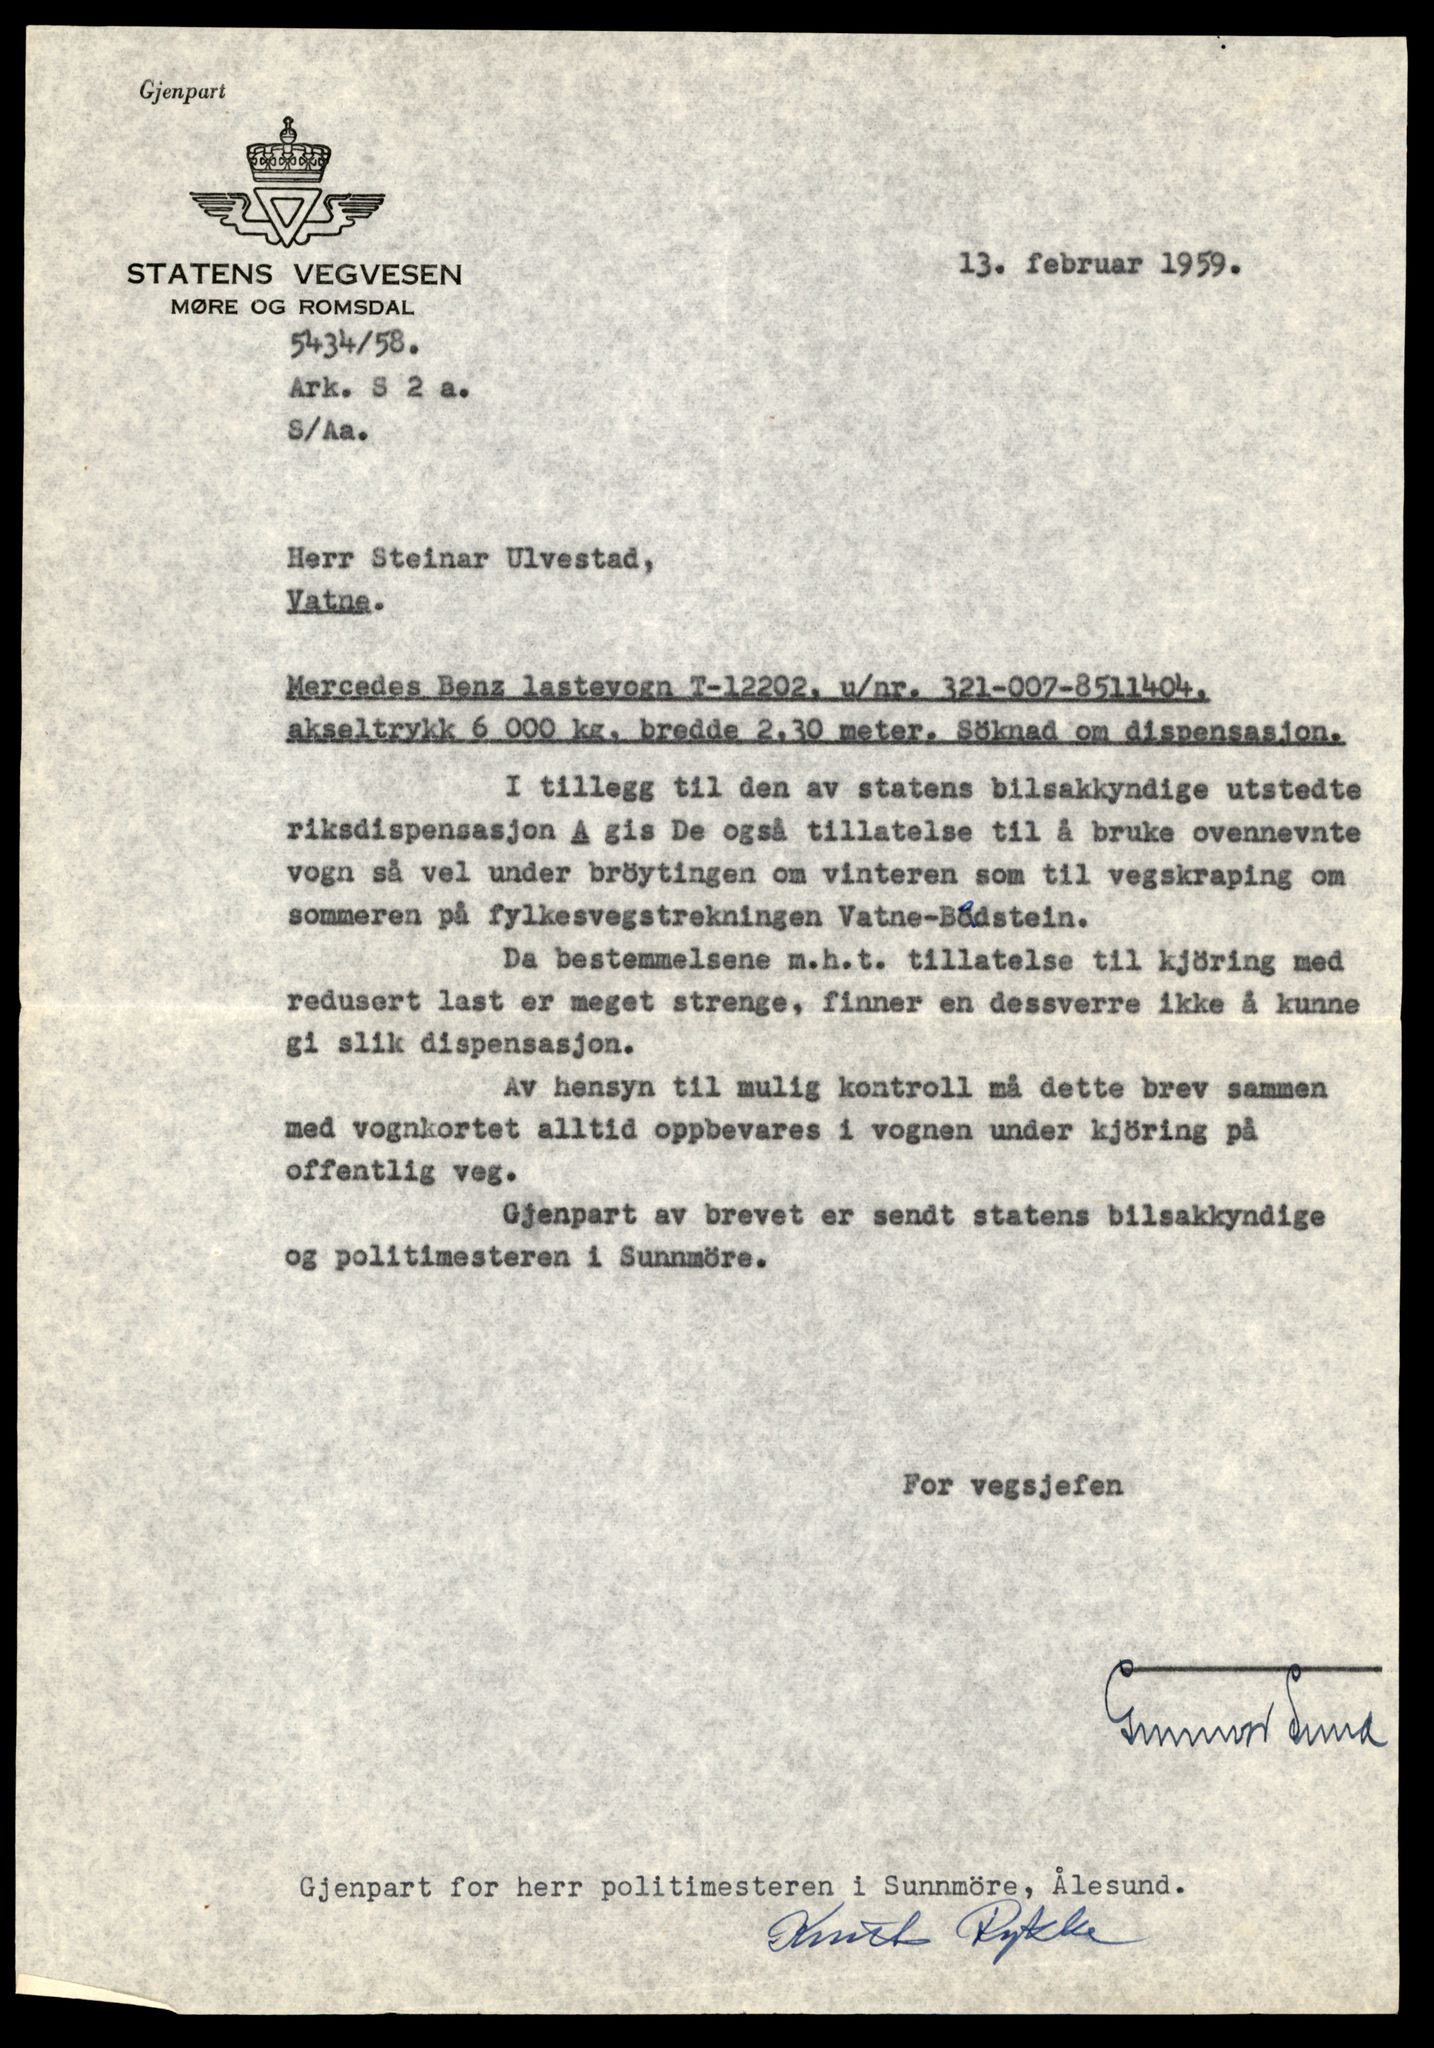 Gjenpart
STATENS VEGVESEN
MØRE OG ROMSDAL
13. februar 1959.
5434/58.
Ark. S 2 a.
S/Aa.
Herr Steinar Ulvestad,
Vatne.
Mercedes Benz lastevogn T-12202, u/nr. 321-007-8511404,
akseltrykk 6 000 kg, bredde 2,30 meter. Söknad om dispensasjon.
I tillegg til den av statens bilsakkyndige utstedte
riksdispensasjon A gis De også tillatelse til å bruke ovennevnte
vogn så vel under bröytingen om vinteren som til vegskraping om
sommeren på fylkesvegstrekningen Vatne-Bådstein.
Da bestemmelsene m.h.t. tillatelse til kjöring med
redusert last er meget strenge, finner en dessverre ikke å kunne
gi slik dispensasjon.
Av hensyn til mulig kontroll må dette brev sammen
med vognkortet alltid oppbevares i vognen under kjöring på
offentlig veg.
Gjenpart av brevet er sendt statens bilsakkyndige
og politimesteren i Sunnmöre.
For vegsjefen
Gunnar Sund
Gjenpart for herr politimesteren i Sunnmöre, Ålesund.
Knut Rykke